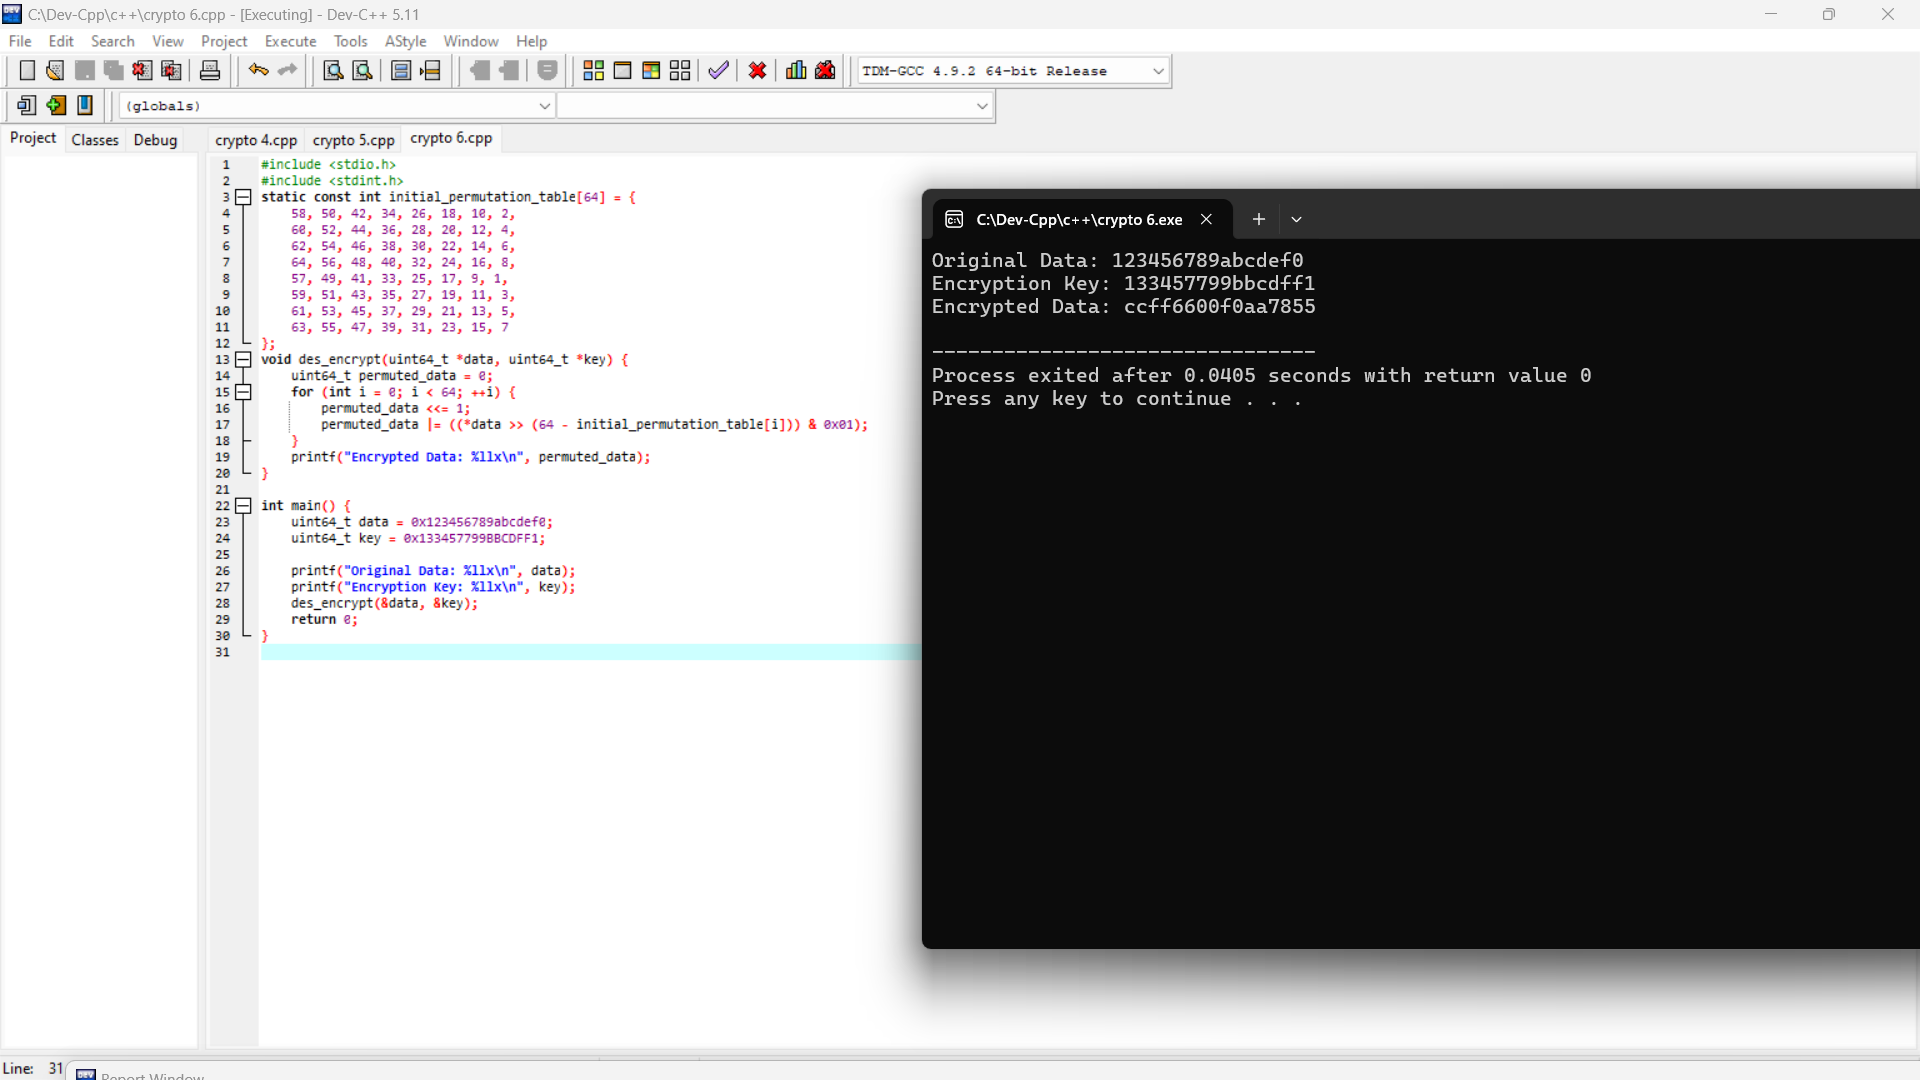 C:\Dev-Cpp\c++\crypto 6.cpp - [Executing] - Dev-C++ 5.11
File Edit Search View Project Execute Tools AStyle Window Help
TDM-GCC 4.9.2 64-bit Release
(globals)
Project Classes Debug
crypto 4.cpp crypto 5.cpp crypto 6.cpp
1 #include <stdio.h>
2 #include <stdint.h>
3 static const int initial_permutation_table[64] = {
4 58, 50, 42, 34, 26, 18, 10, 2,
5 60, 52, 44, 36, 28, 20, 12, 4,
6 62, 54, 46, 38, 30, 22, 14, 6,
7 64, 56, 48, 40, 32, 24, 16, 8,
8 57, 49, 41, 33, 25, 17, 9, 1,
9 59, 51, 43, 35, 27, 19, 11, 3,
10 61, 53, 45, 37, 29, 21, 13, 5,
11 63, 55, 47, 39, 31, 23, 15, 7
12 };
13 void des_encrypt(uint64_t *data, uint64_t *key) {
14 uint64_t permuted_data = 0;
15 for (int i = 0; i < 64; ++i) {
16 permuted_data <<= 1;
17 permuted_data |= ((*data >> (64 - initial_permutation_table[i])) & 0x01);
18 }
19 printf("Encrypted Data: %llx\n", permuted_data);
20 }
21
22 int main() {
23 uint64_t data = 0x123456789abcdef0;
24 uint64_t key = 0x133457799BBCDFF1;
25
26 printf("Original Data: %llx\n", data);
27 printf("Encryption Key: %llx\n", key);
28 des_encrypt(&data, &key);
29 return 0;
30 }
31
C:\Dev-Cpp\c++\crypto 6.exe
Original Data: 123456789abcdef0
Encryption Key: 133457799bbcdff1
Encrypted Data: ccff6600f0aa7855
--------------------------------
Process exited after 0.0405 seconds with return value 0
Press any key to continue . . .
Line: 31
Report Window